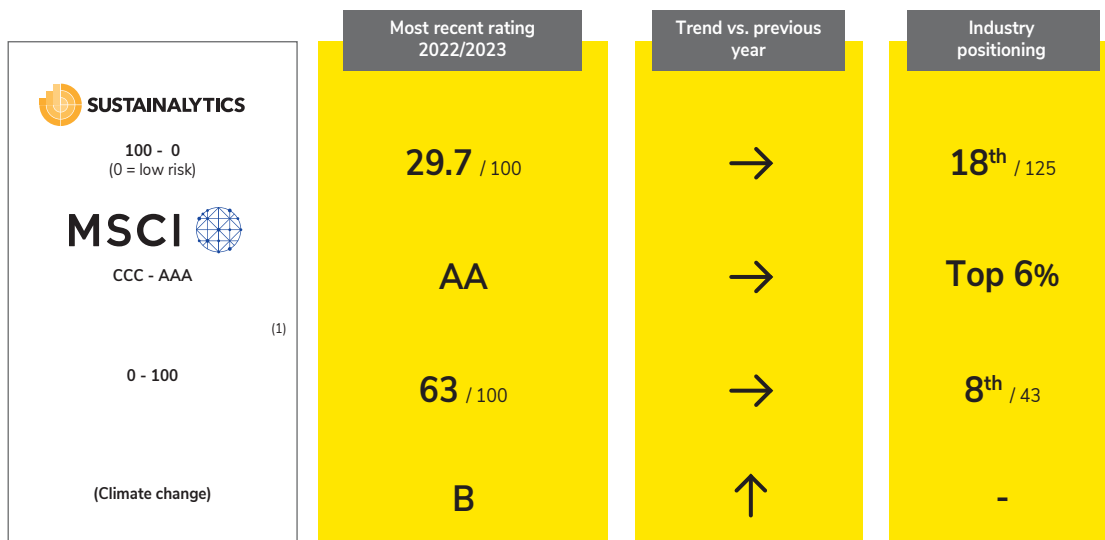 Most recent rating
2022/2023
Trend vs. previous
year
Industry
positioning
SUSTAINALYTICS
100 - 0
(0 = low risk)
29.7 / 100
→
18th / 125
MSCI
CCC - AAA
AA
→
Top 6%
(1)
0 - 100
63 / 100
→
8th / 43
(Climate change)
B
↑
-